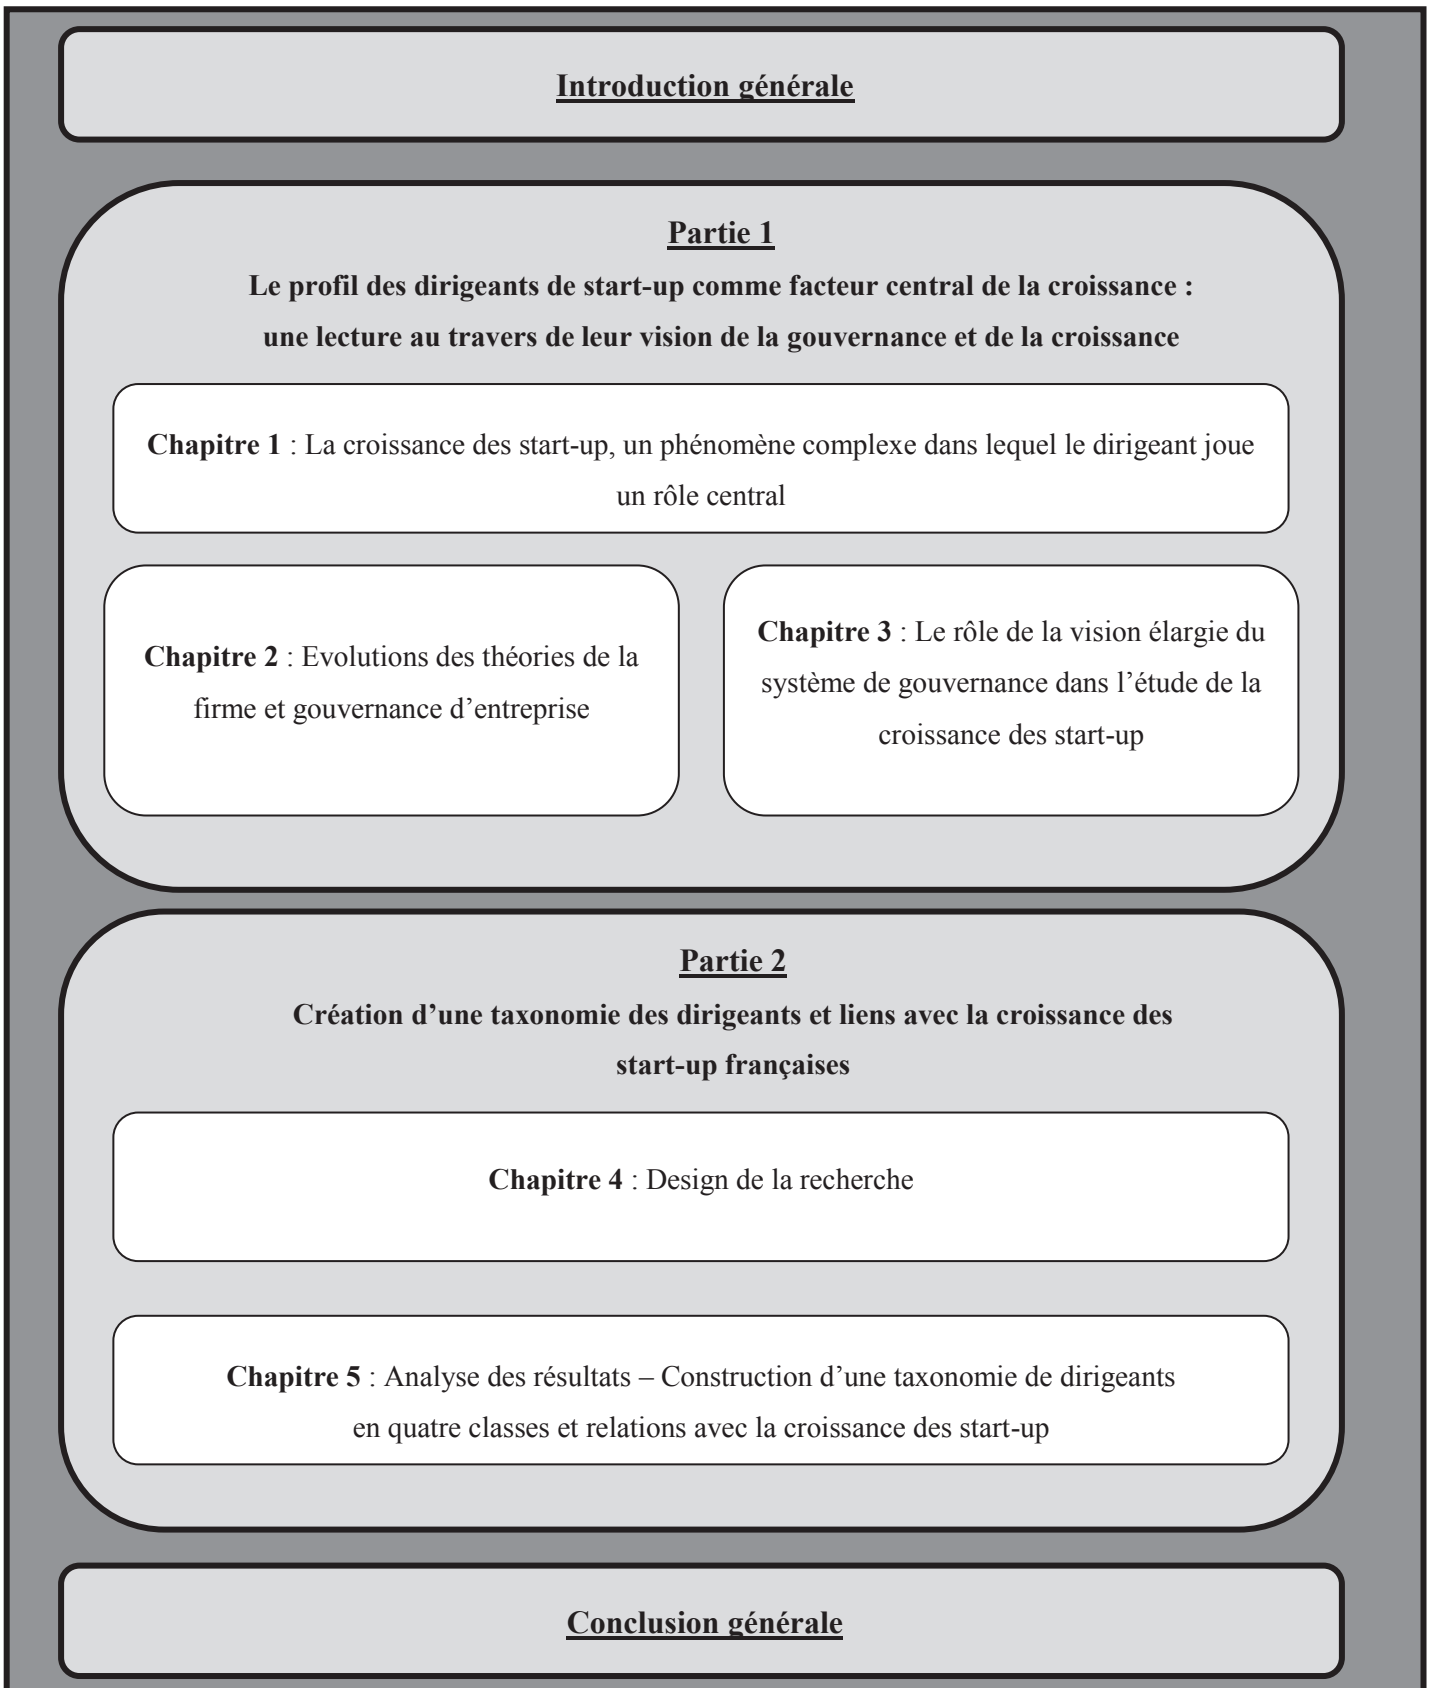 Introduction générale
Partie 1
Le profil des dirigeants de start-up comme facteur central de la croissance :
une lecture au travers de leur vision de la gouvernance et de la croissance
Chapitre 1 : La croissance des start-up, un phénomène complexe dans lequel le dirigeant joue
un rôle central
Chapitre 2 : Evolutions des théories de la
firme et gouvernance d’entreprise
Chapitre 3 : Le rôle de la vision élargie du
système de gouvernance dans l’étude de la
croissance des start-up
Partie 2
Création d’une taxonomie des dirigeants et liens avec la croissance des
start-up françaises
Chapitre 4 : Design de la recherche
Chapitre 5 : Analyse des résultats – Construction d’une taxonomie de dirigeants
en quatre classes et relations avec la croissance des start-up
Conclusion générale